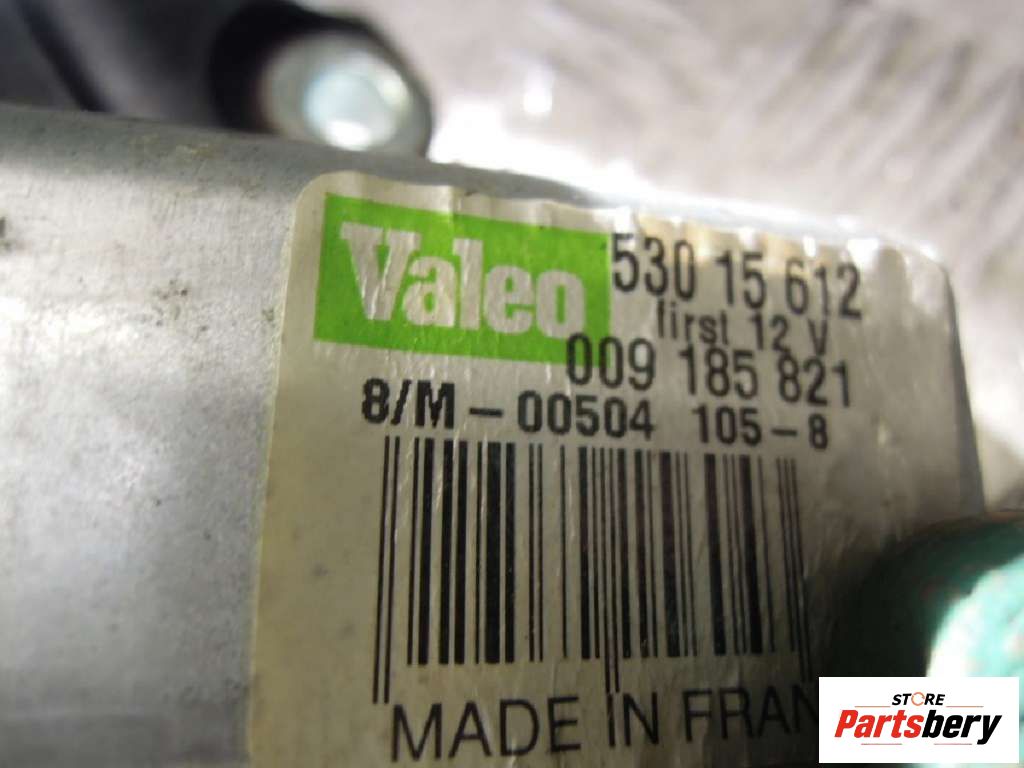 Valeo
530 15 612
first 12 V
009 185 821
8/M-00504 105-8
MADE IN FRAN
STORE
Partsbery